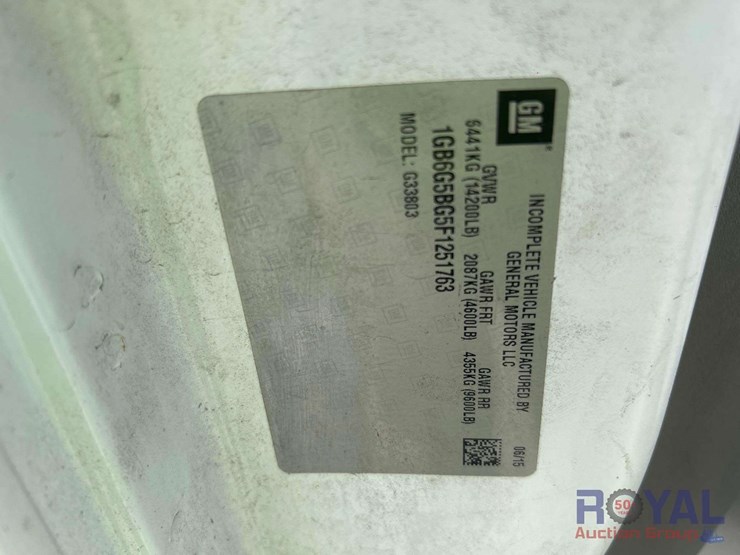 GM
INCOMPLETE VEHICLE MANUFACTURED BY
GENERAL MOTORS LLC
06/15
GVWR GAWR FRT GAWR RR
6441KG (14200LB) 2087KG (4600LB) 4355KG (9600LB)
1GB6G5BG5F1251763
MODEL: G33803
ROYAL
50
Auction Group